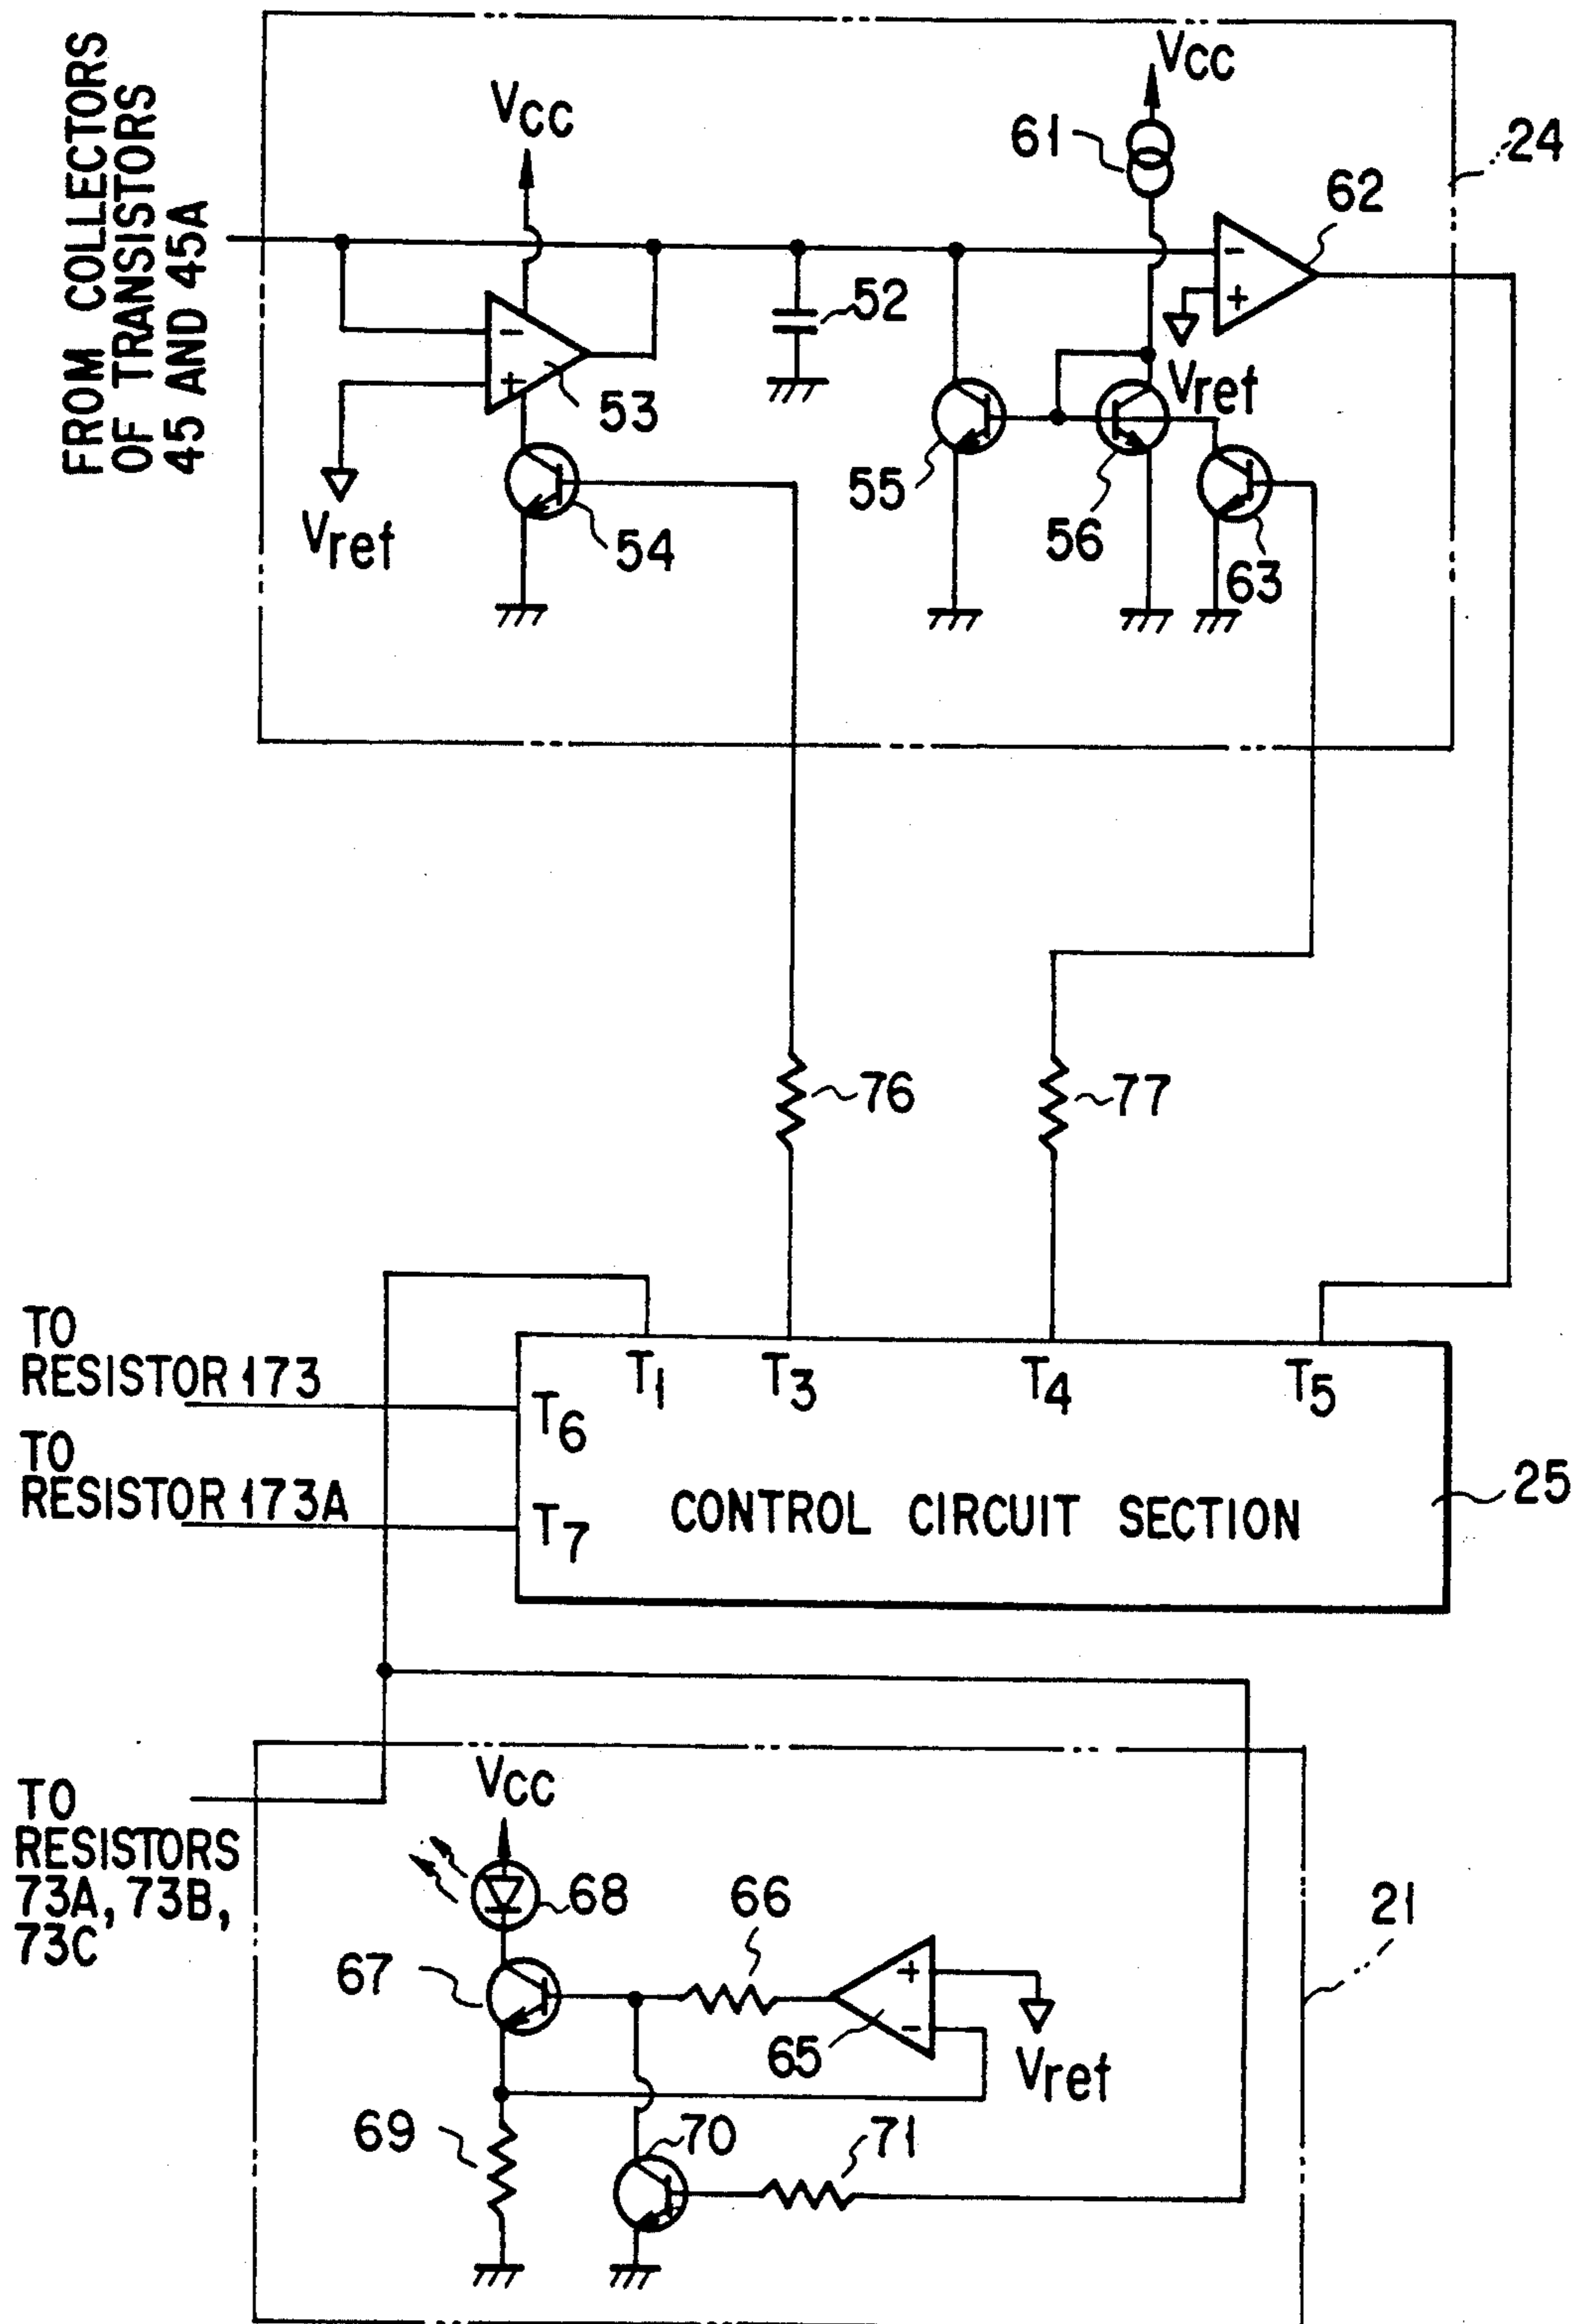 FROM COLLECTORS
OF TRANSISTORS
45 AND 45A
Vcc
Vcc
61
24
62
52
53
Vref
Vref
55
54
56
63
76
77
TO
RESISTOR 173
TO
RESISTOR 173A
T1
T3
T4
T5
T6
T7
CONTROL CIRCUIT SECTION
25
TO
RESISTORS
73A, 73B,
73C
Vcc
68
66
21
67
65
Vref
69
70
71